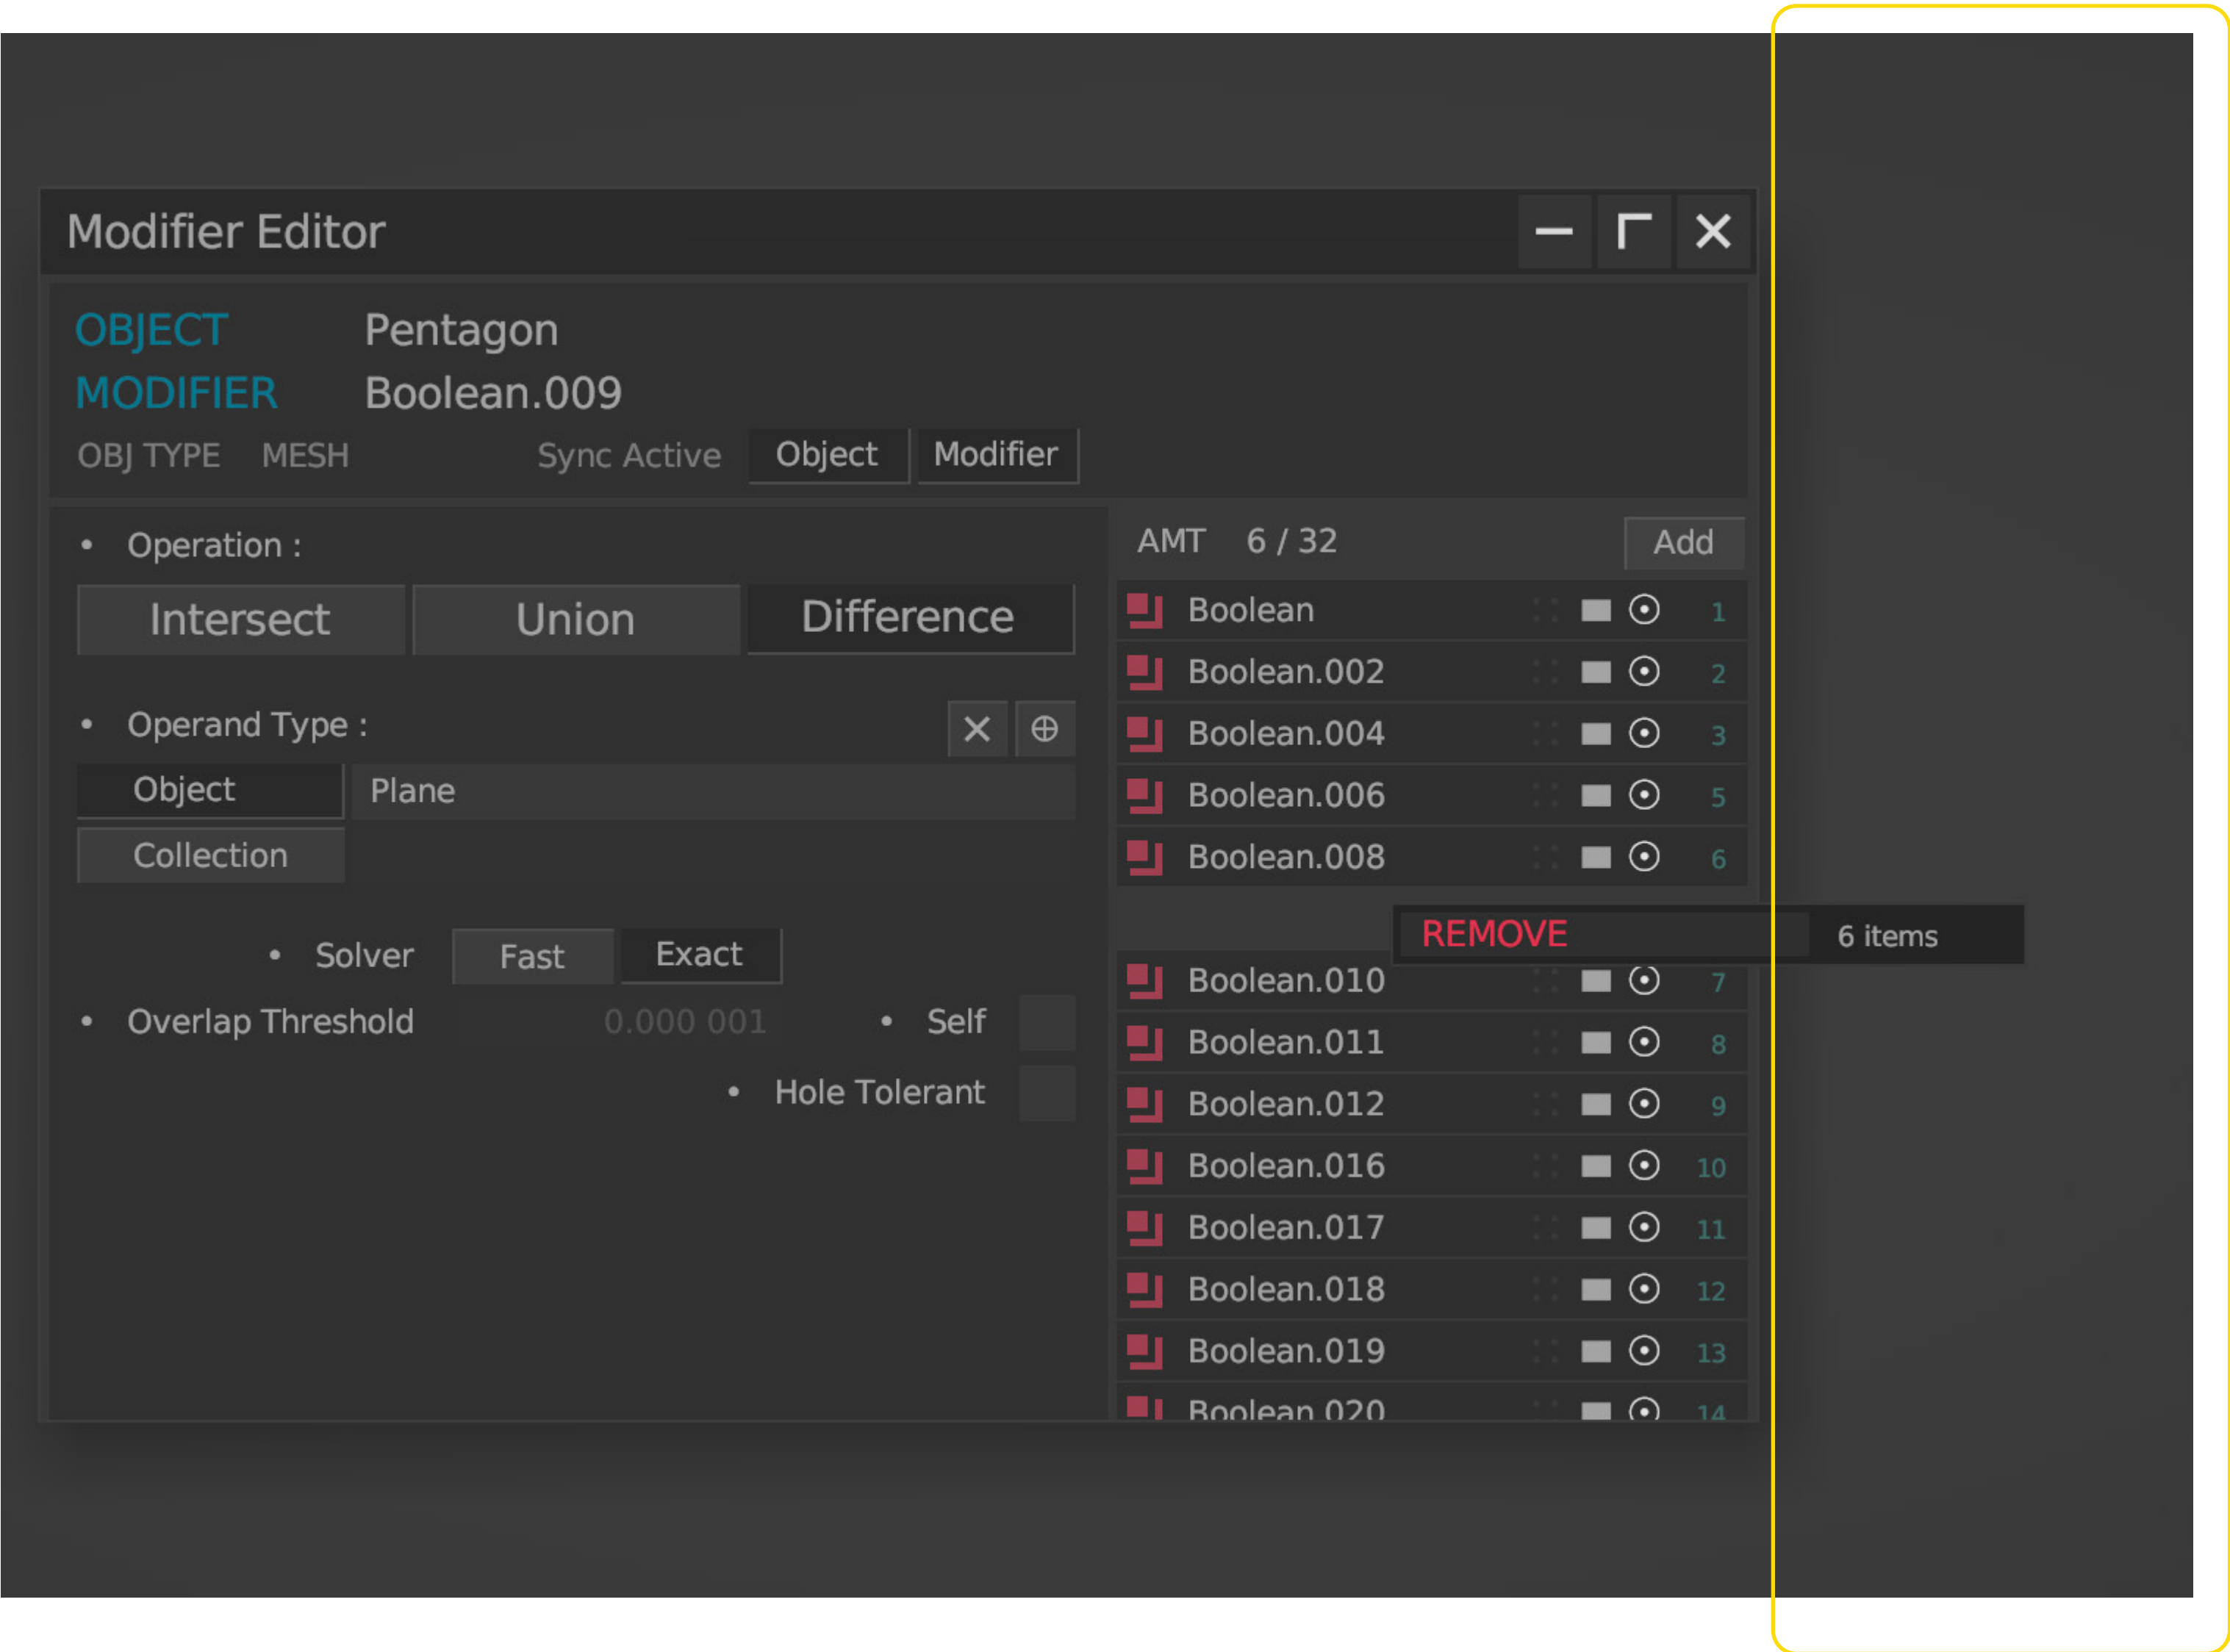 Modifier Editor
OBJECT Pentagon
MODIFIER Boolean.009
OBJ TYPE MESH Sync Active Object Modifier
• Operation :
Intersect Union Difference
• Operand Type :
Object Plane
Collection
• Solver Fast Exact
• Overlap Threshold 0.000 001 • Self
• Hole Tolerant
AMT 6 / 32 Add
Boolean 1
Boolean.002 2
Boolean.004 3
Boolean.006 5
Boolean.008 6
REMOVE 6 items
Boolean.010 7
Boolean.011 8
Boolean.012 9
Boolean.016 10
Boolean.017 11
Boolean.018 12
Boolean.019 13
Boolean.020 14